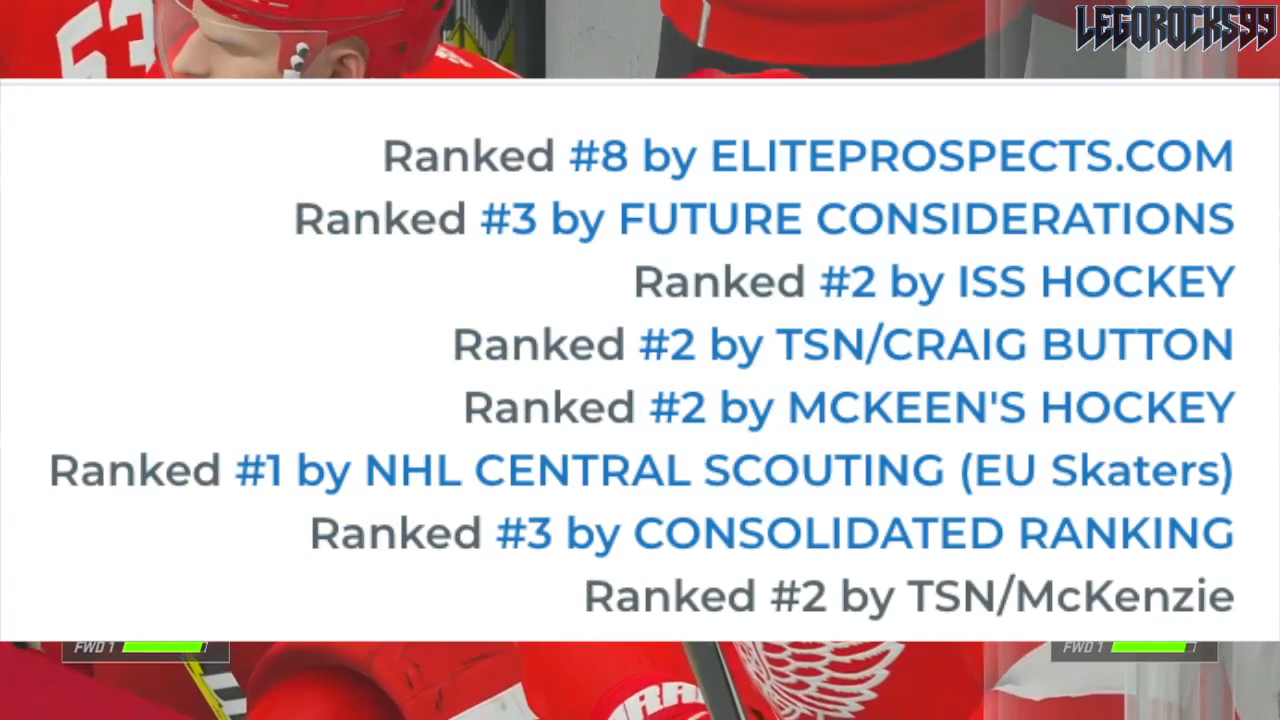 53
LEGOROCKS99
Ranked #8 by ELITEPROSPECTS.COM
Ranked #3 by FUTURE CONSIDERATIONS
Ranked #2 by ISS HOCKEY
Ranked #2 by TSN/CRAIG BUTTON
Ranked #2 by MCKEEN'S HOCKEY
Ranked #1 by NHL CENTRAL SCOUTING (EU Skaters)
Ranked #3 by CONSOLIDATED RANKING
Ranked #2 by TSN/McKenzie
FWD 1
FWD 1